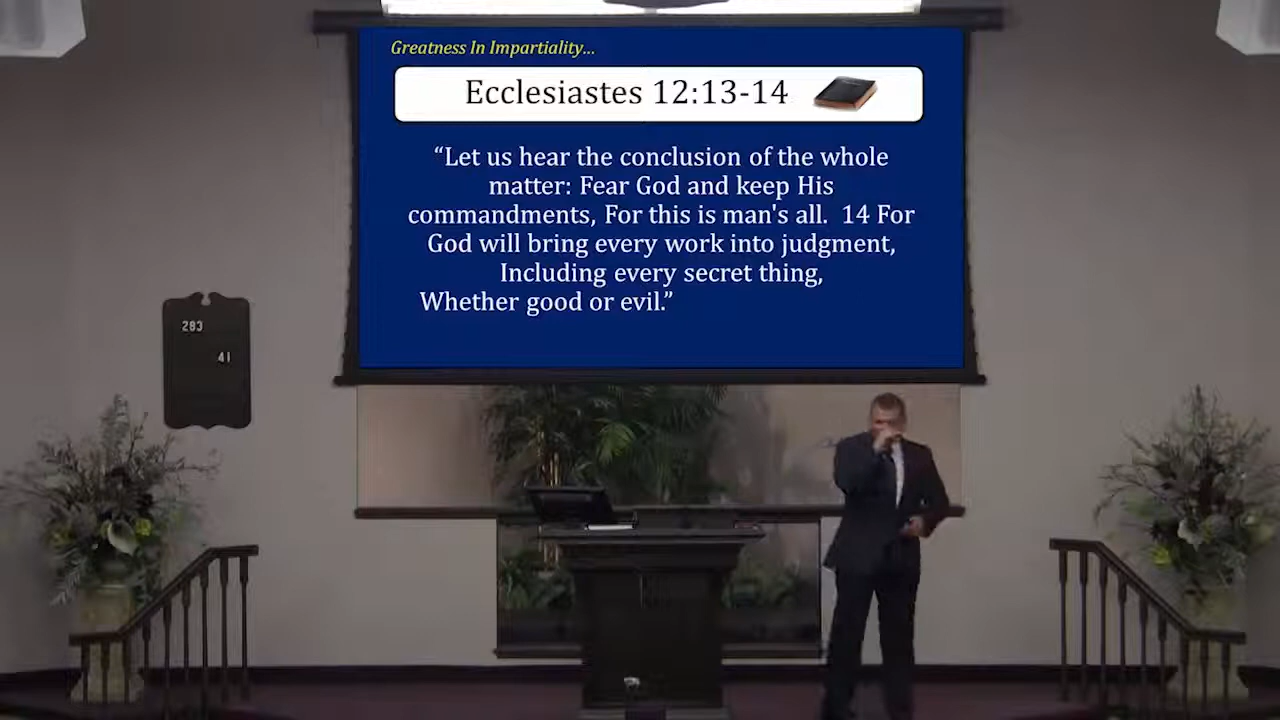 Greatness In Impartiality...
Ecclesiastes 12:13-14
“Let us hear the conclusion of the whole
matter: Fear God and keep His
commandments, For this is man's all.  14 For
God will bring every work into judgment,
Including every secret thing,
Whether good or evil.”
283
41